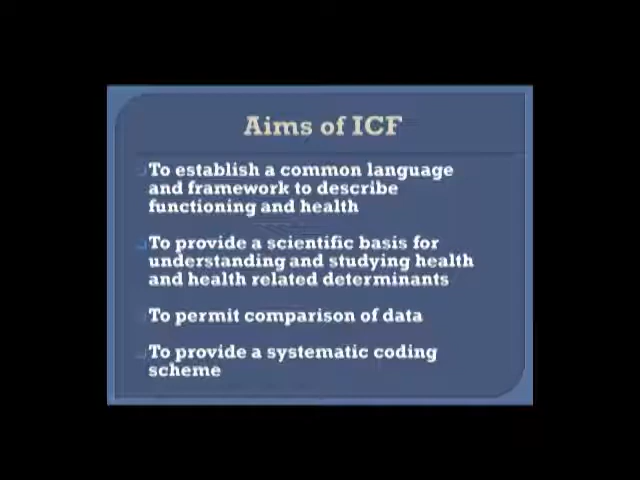 Aims of ICF
To establish a common language
and framework to describe
functioning and health
To provide a scientific basis for
understanding and studying health
and health related determinants
To permit comparison of data
To provide a systematic coding
scheme